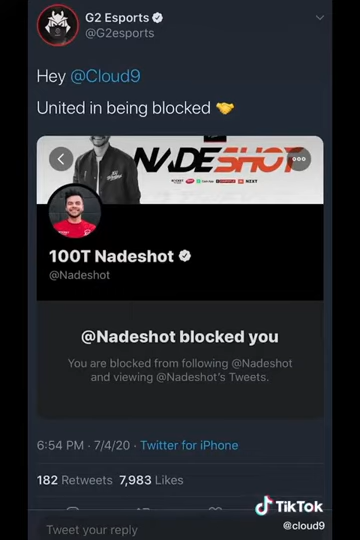 G2 Esports
@G2esports
Hey @Cloud9
United in being blocked 🤝
NADESHOT
NEXT
100T Nadeshot
@Nadeshot
@Nadeshot blocked you
You are blocked from following @Nadeshot
and viewing @Nadeshot's Tweets.
6:54 PM · 7/4/20 · Twitter for iPhone
182 Retweets 7,983 Likes
Tweet your reply
TikTok
@cloud9